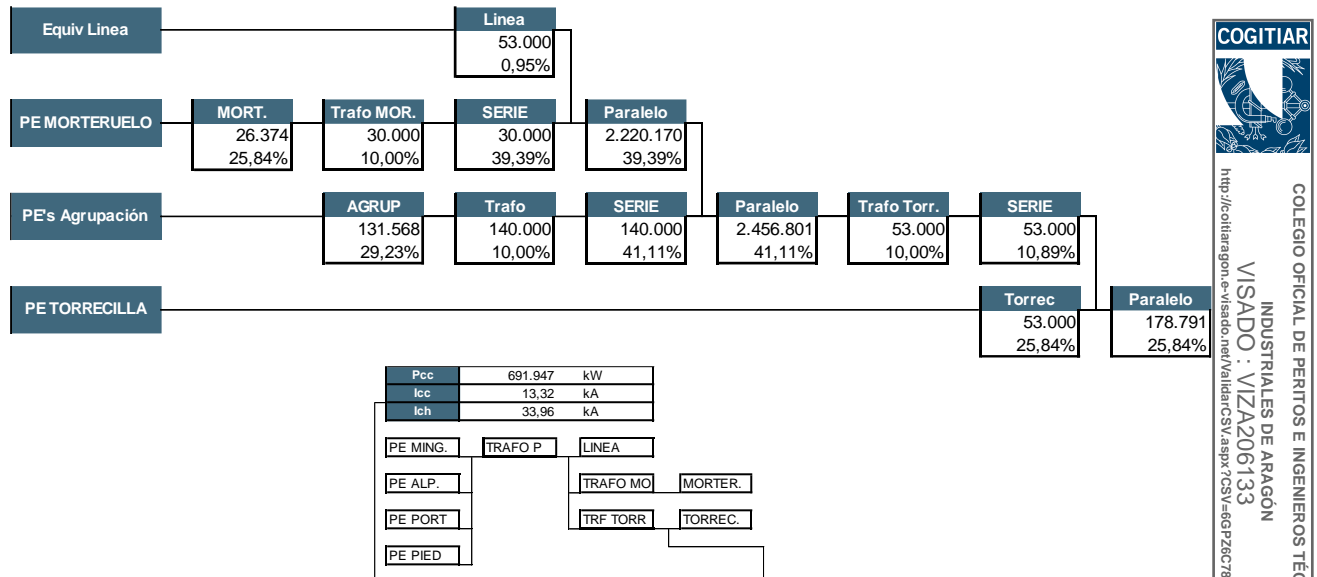 Equiv Linea
Linea
53.000
0,95%
PE MORTERUELO
MORT.
26.374
25,84%
Trafo MOR.
30.000
10,00%
SERIE
30.000
39,39%
Paralelo
2.220.170
39,39%
PE's Agrupación
AGRUP
131.568
29,23%
Trafo
140.000
10,00%
SERIE
140.000
41,11%
Paralelo
2.456.801
41,11%
Trafo Torr.
53.000
10,00%
SERIE
53.000
10,89%
PE TORRECILLA
Torrec
53.000
25,84%
Paralelo
178.791
25,84%
Pcc 691.947 kW
Icc 13,32 kA
Ich 33,96 kA
PE MING. TRAFO P LINEA
PE ALP. TRAFO MO MORTER.
PE PORT TRF TORR TORREC.
PE PIED
COGITIAR
COLEGIO OFICIAL DE PERITOS E INGENIEROS TÉC
INDUSTRIALES DE ARAGÓN
VISADO : VIZA206133
http://coitiaragon.e-visado.net/ValidarCSV.aspx?CSV=6GPZ6C78